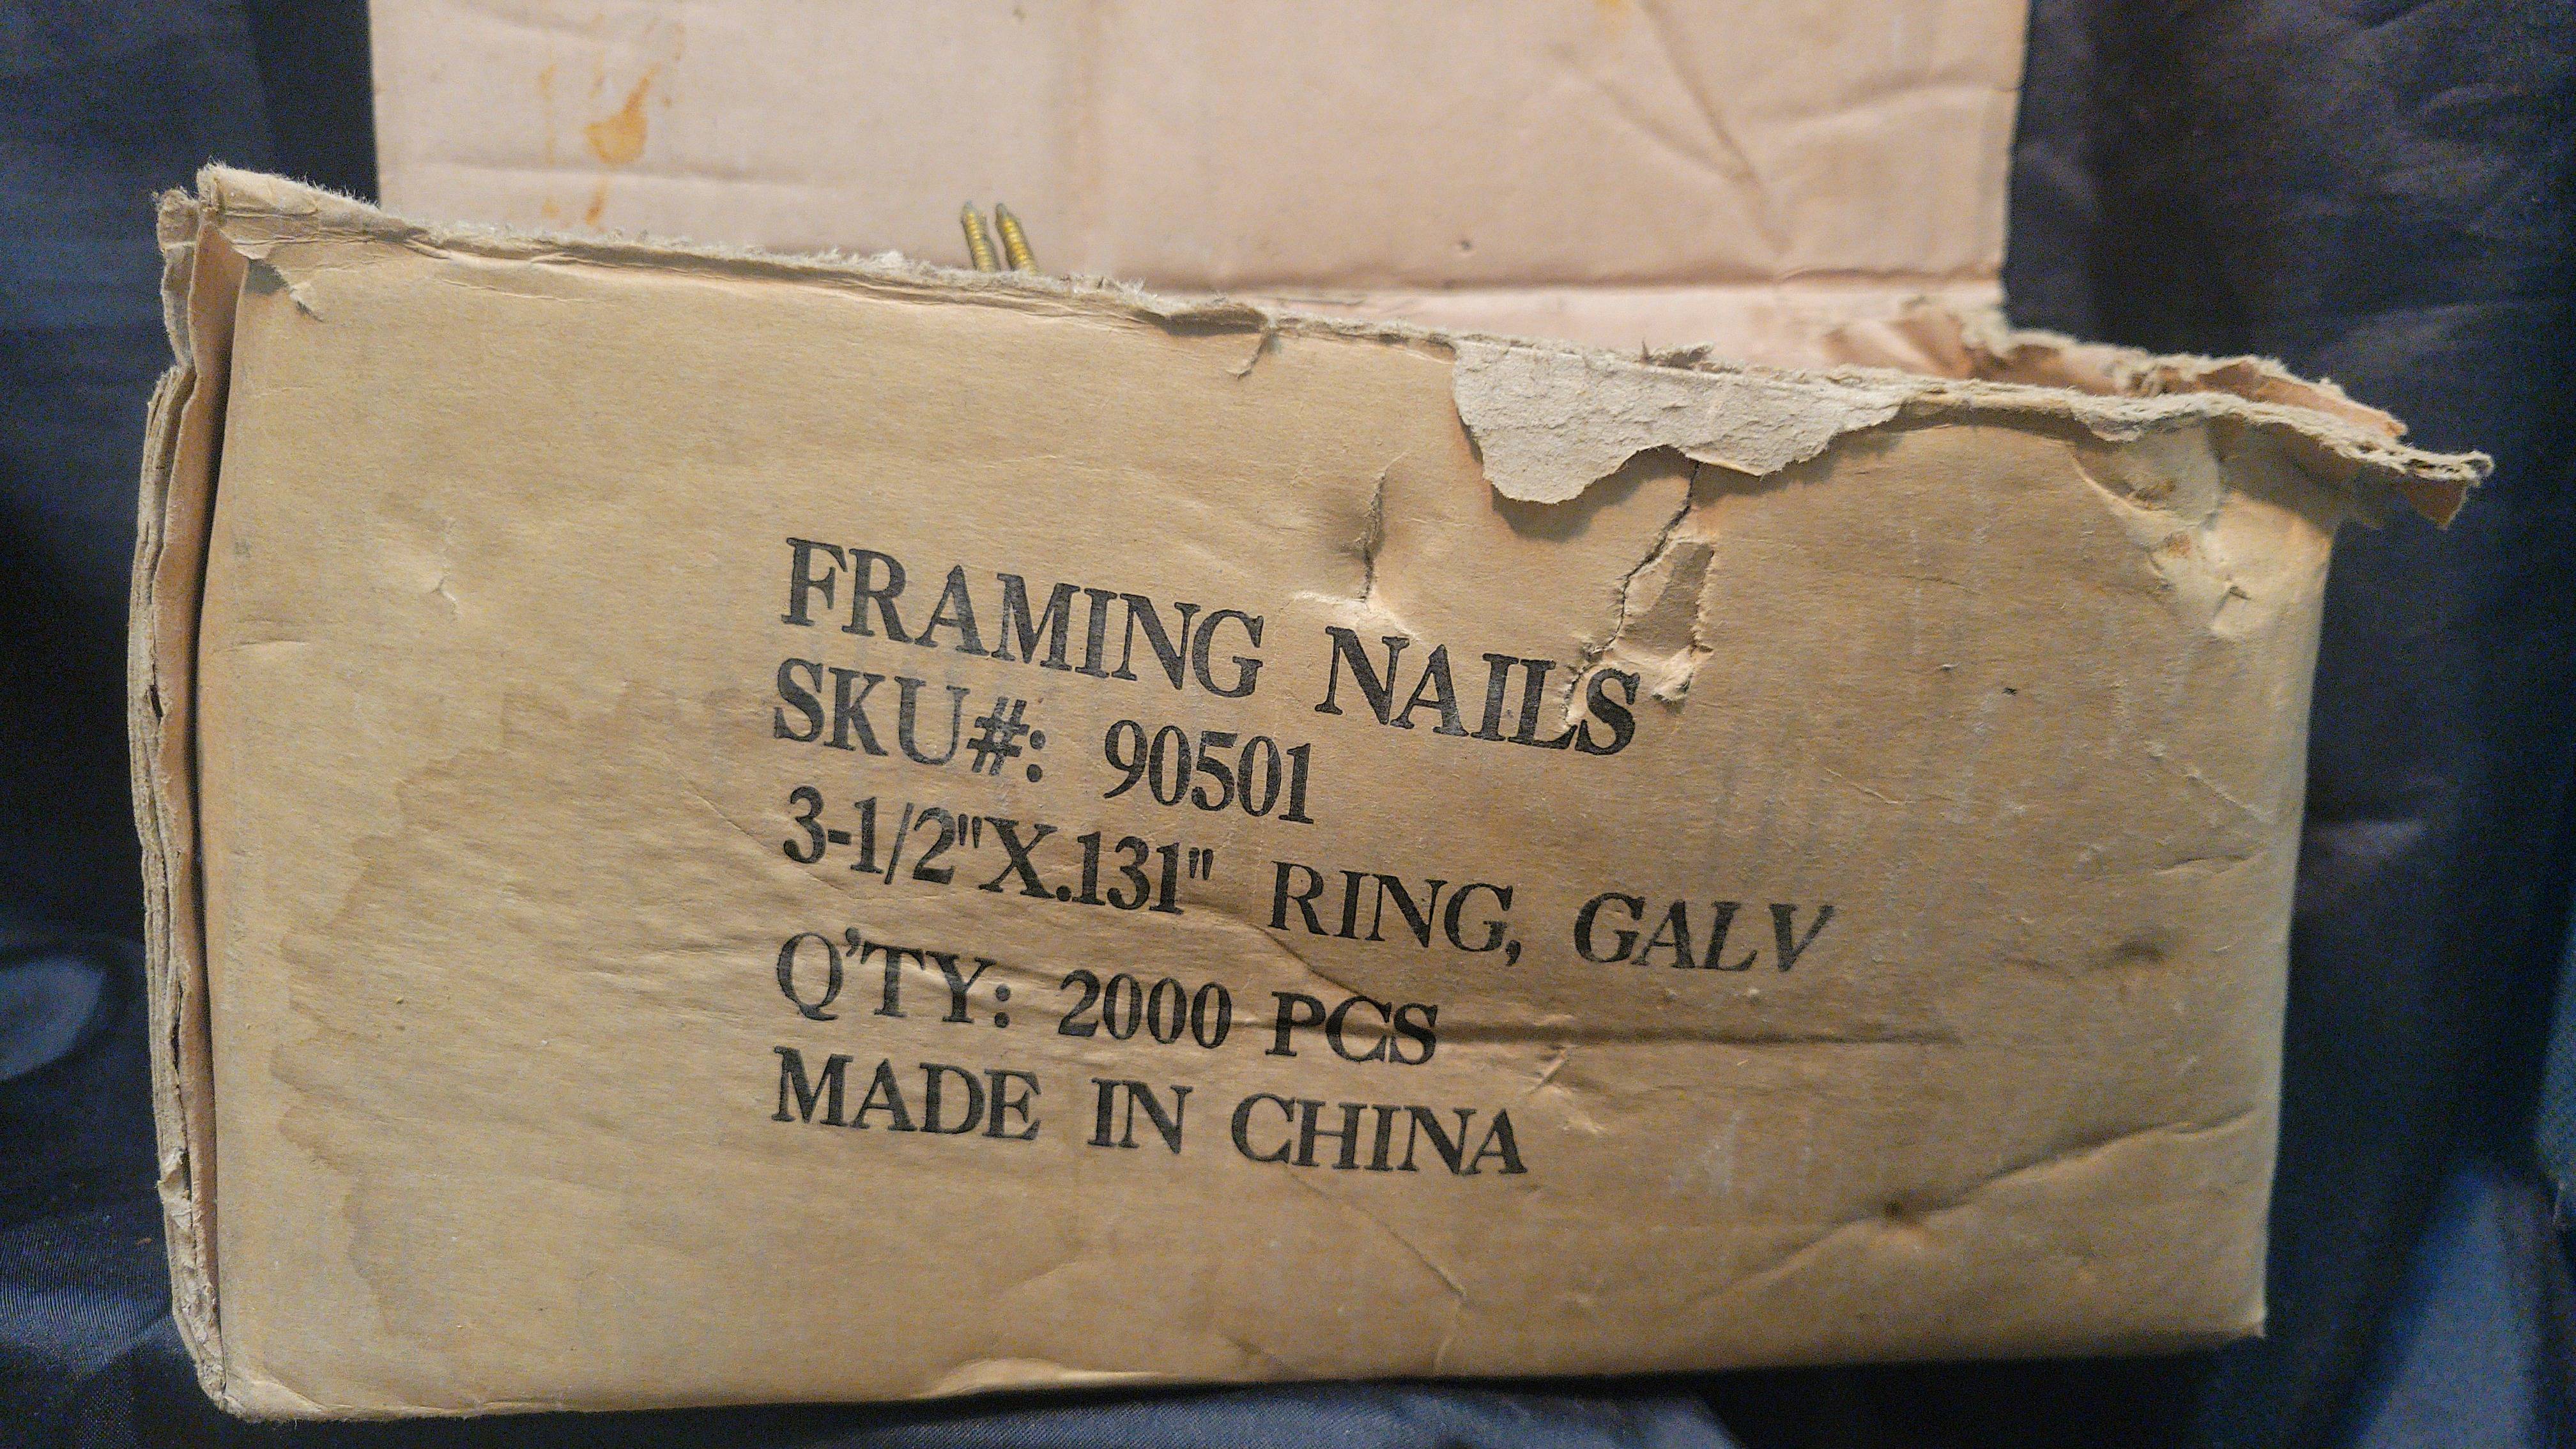 FRAMING NAILS
SKU#: 90501
3-1/2"X.131" RING, GALV
Q'TY: 2000 PCS
MADE IN CHINA